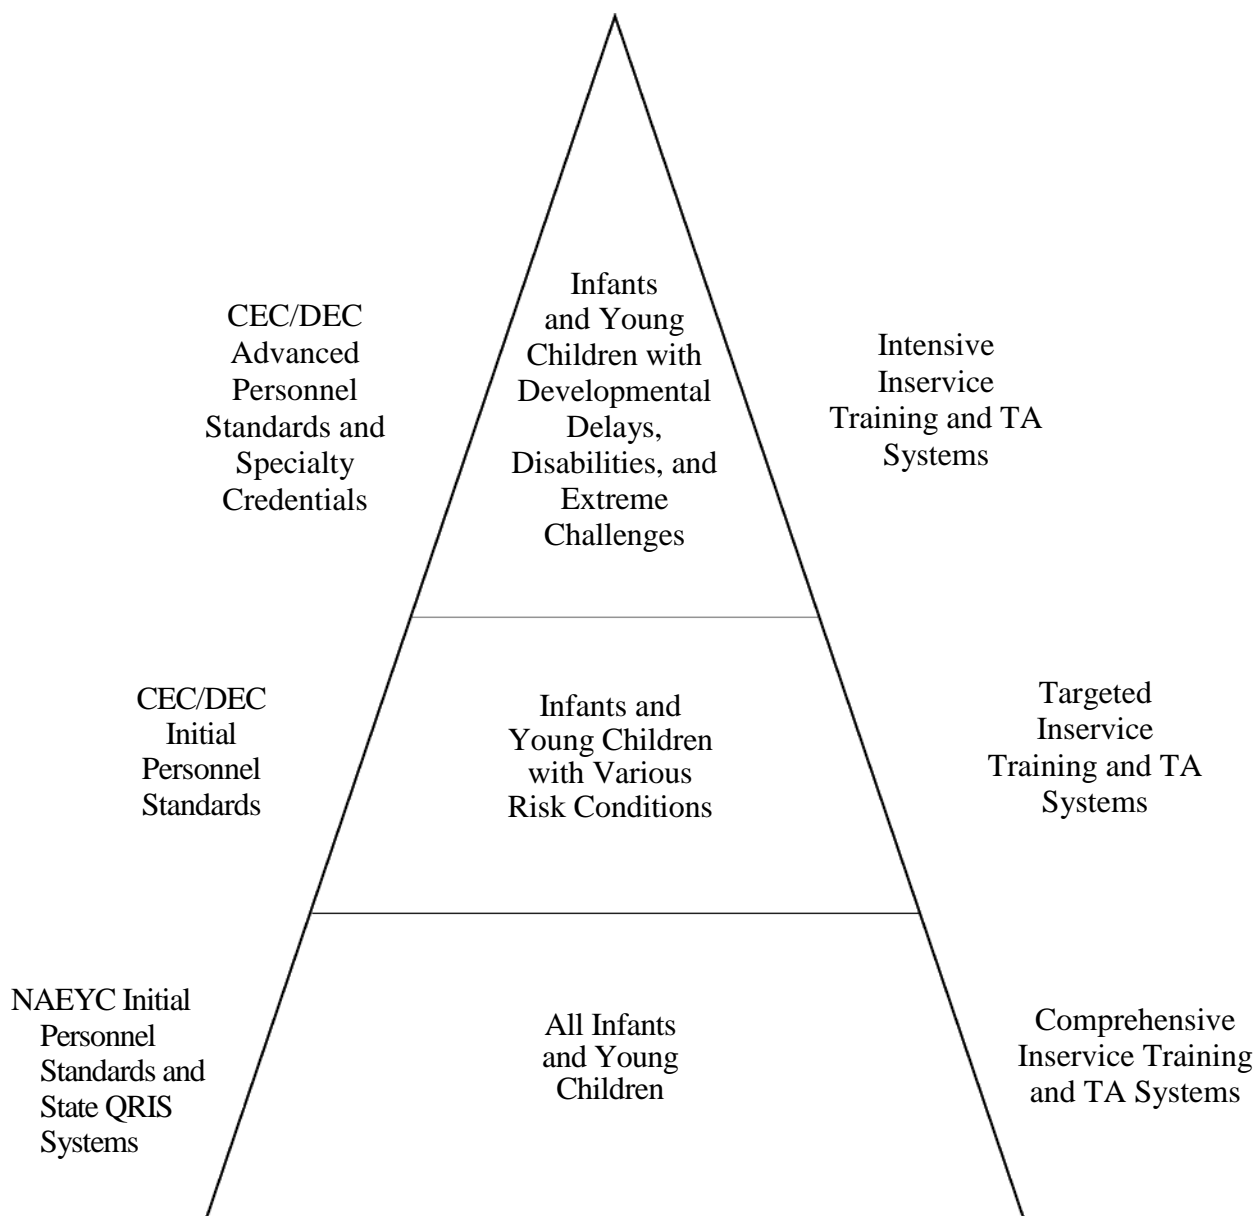 CEC/DEC
Advanced
Personnel
Standards and
Specialty
Credentials
Infants
and Young
Children with
Developmental
Delays,
Disabilities, and
Extreme
Challenges
Intensive
Inservice
Training and TA
Systems
CEC/DEC
Initial
Personnel
Standards
Infants and
Young Children
with Various
Risk Conditions
Targeted
Inservice
Training and TA
Systems
NAEYC Initial
Personnel
Standards and
State QRIS
Systems
All Infants
and Young
Children
Comprehensive
Inservice Training
and TA Systems